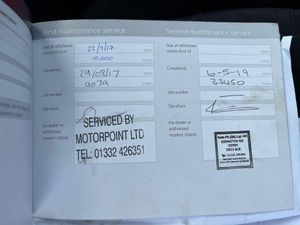 First maintenance service
Due at whichever comes first of
22/9/17
10,000
Completed
29/08/17
9079
Job number
Signature
Kia dealer or authorised repairer stamp
SERVICED BY
MOTORPOINT LTD
TEL: 01332 426351
Second maintenance service
Due at whichever comes first of
Completed
6-5-19
33450
Job number
Signature
Kia dealer or authorised repairer stamp
DERBY